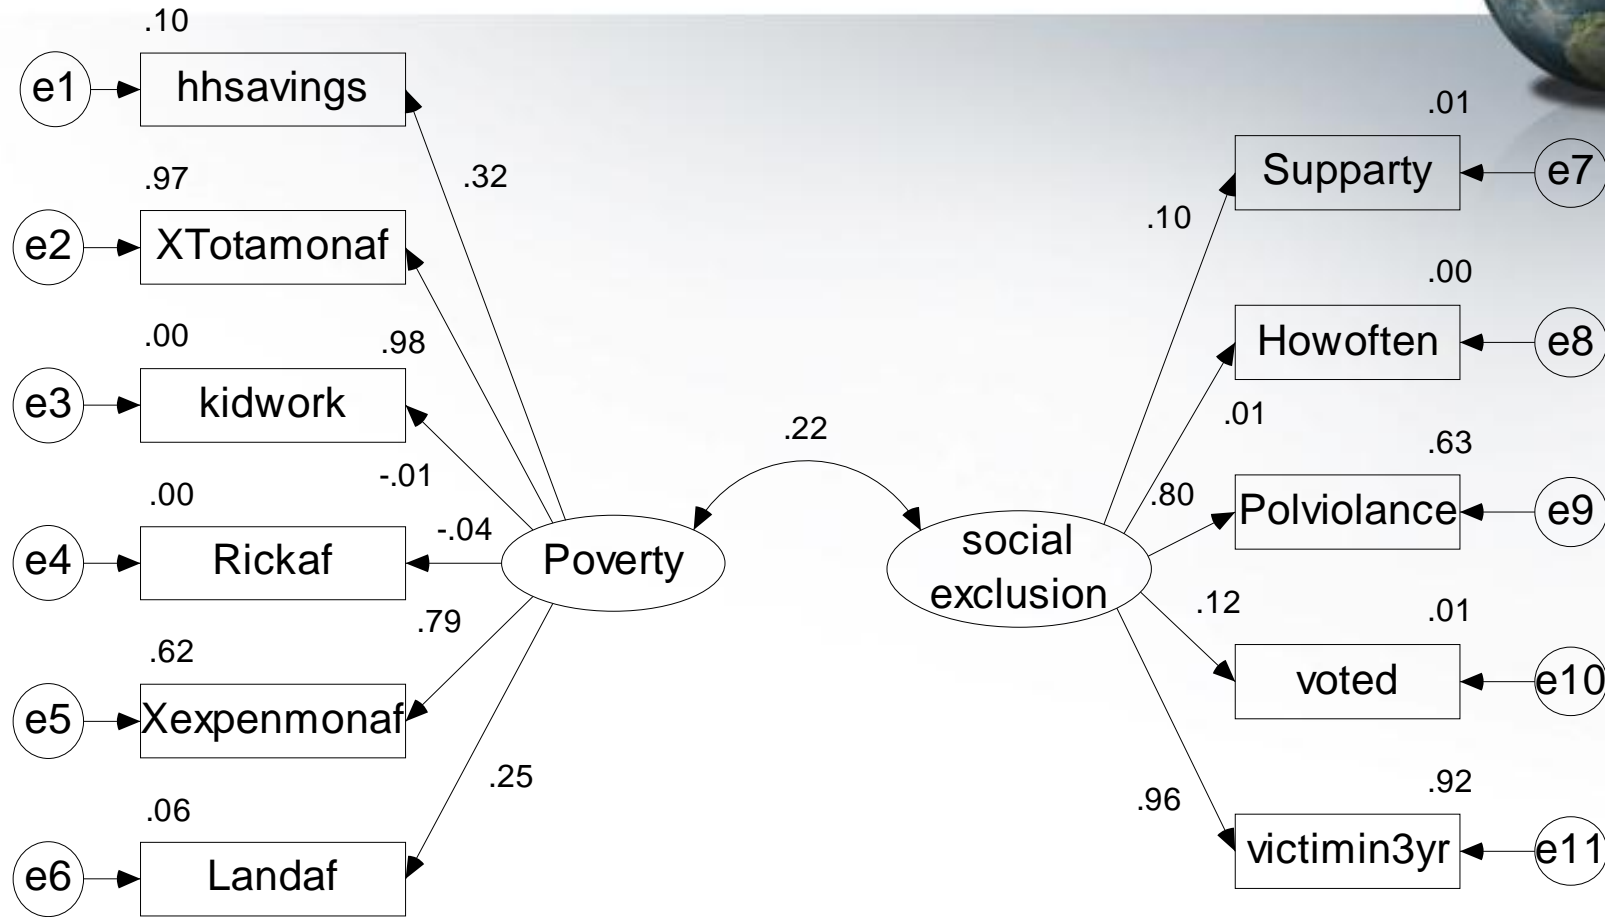 .10
e1
hhsavings
.32
.97
e2
XTotamonaf
.98
.00
e3
kidwork
-.01
.00
e4
Rickaf
-.04
.62
e5
Xexpenmonaf
.79
.06
e6
Landaf
.25
Poverty
.22
social
exclusion
.01
Supparty
e7
.10
.00
Howoften
e8
.01
.63
Polviolance
e9
.80
.01
voted
e10
.12
.92
victimin3yr
e11
.96